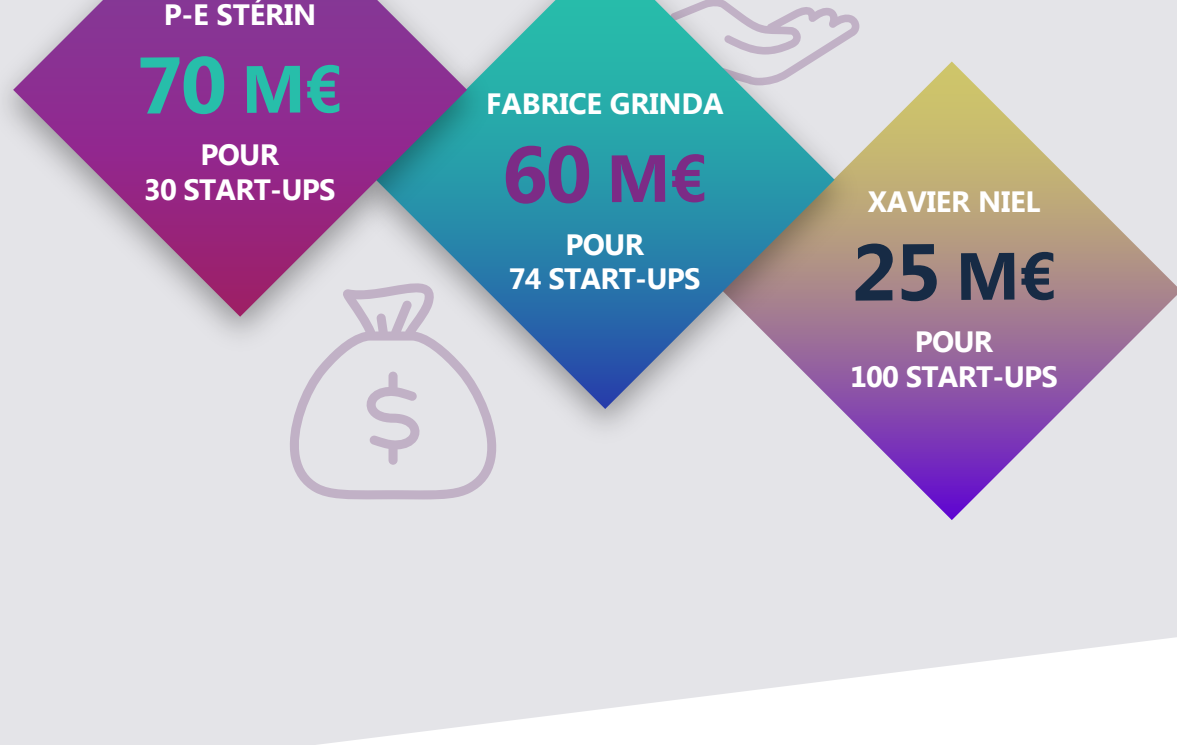 P-E STÉRIN
70 M€
POUR
30 START-UPS
FABRICE GRINDA
60 M€
POUR
74 START-UPS
XAVIER NIEL
25 M€
POUR
100 START-UPS
$